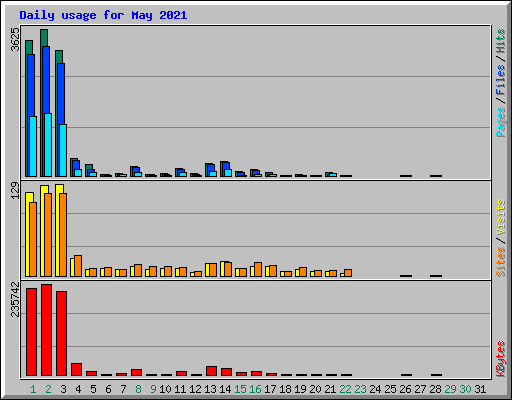 Daily usage for May 2021
3625
Pages / Files / Hits
129
Sites / Visits
235742
KBytes
1 2 3 4 5 6 7 8 9 10 11 12 13 14 15 16 17 18 19 20 21 22 23 24 25 26 27 28 29 30 31